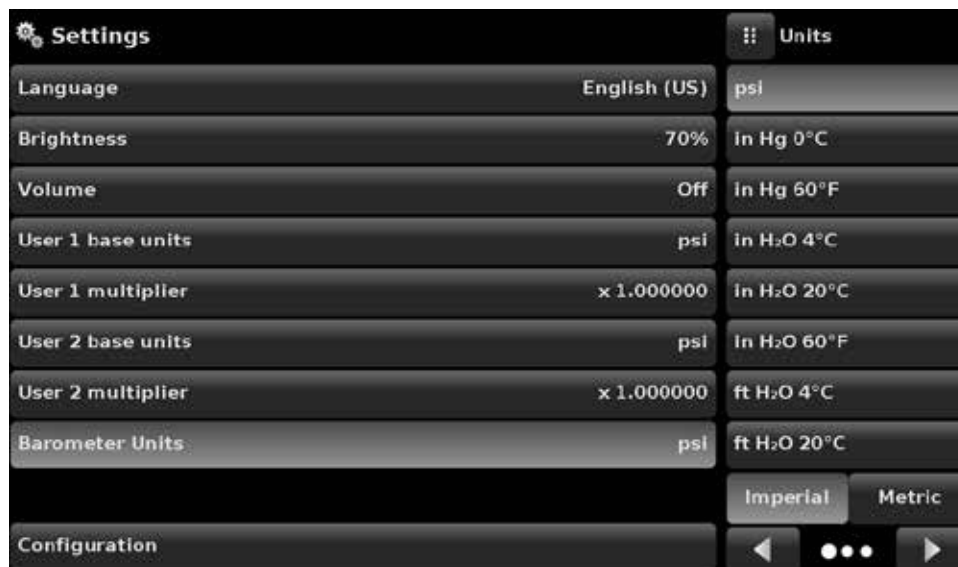 Settings
Language English (US)
Brightness 70%
Volume Off
User 1 base units psi
User 1 multiplier x 1.000000
User 2 base units psi
User 2 multiplier x 1.000000
Barometer Units psi
Configuration
Units
psi
in Hg 0°C
in Hg 60°F
in H₂O 4°C
in H₂O 20°C
in H₂O 60°F
ft H₂O 4°C
ft H₂O 20°C
Imperial Metric